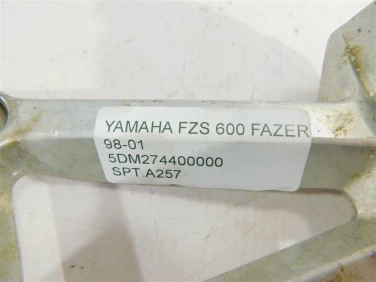 YAMAHA FZS 600 FAZER
98-01
5DM274400000
SPT.A257